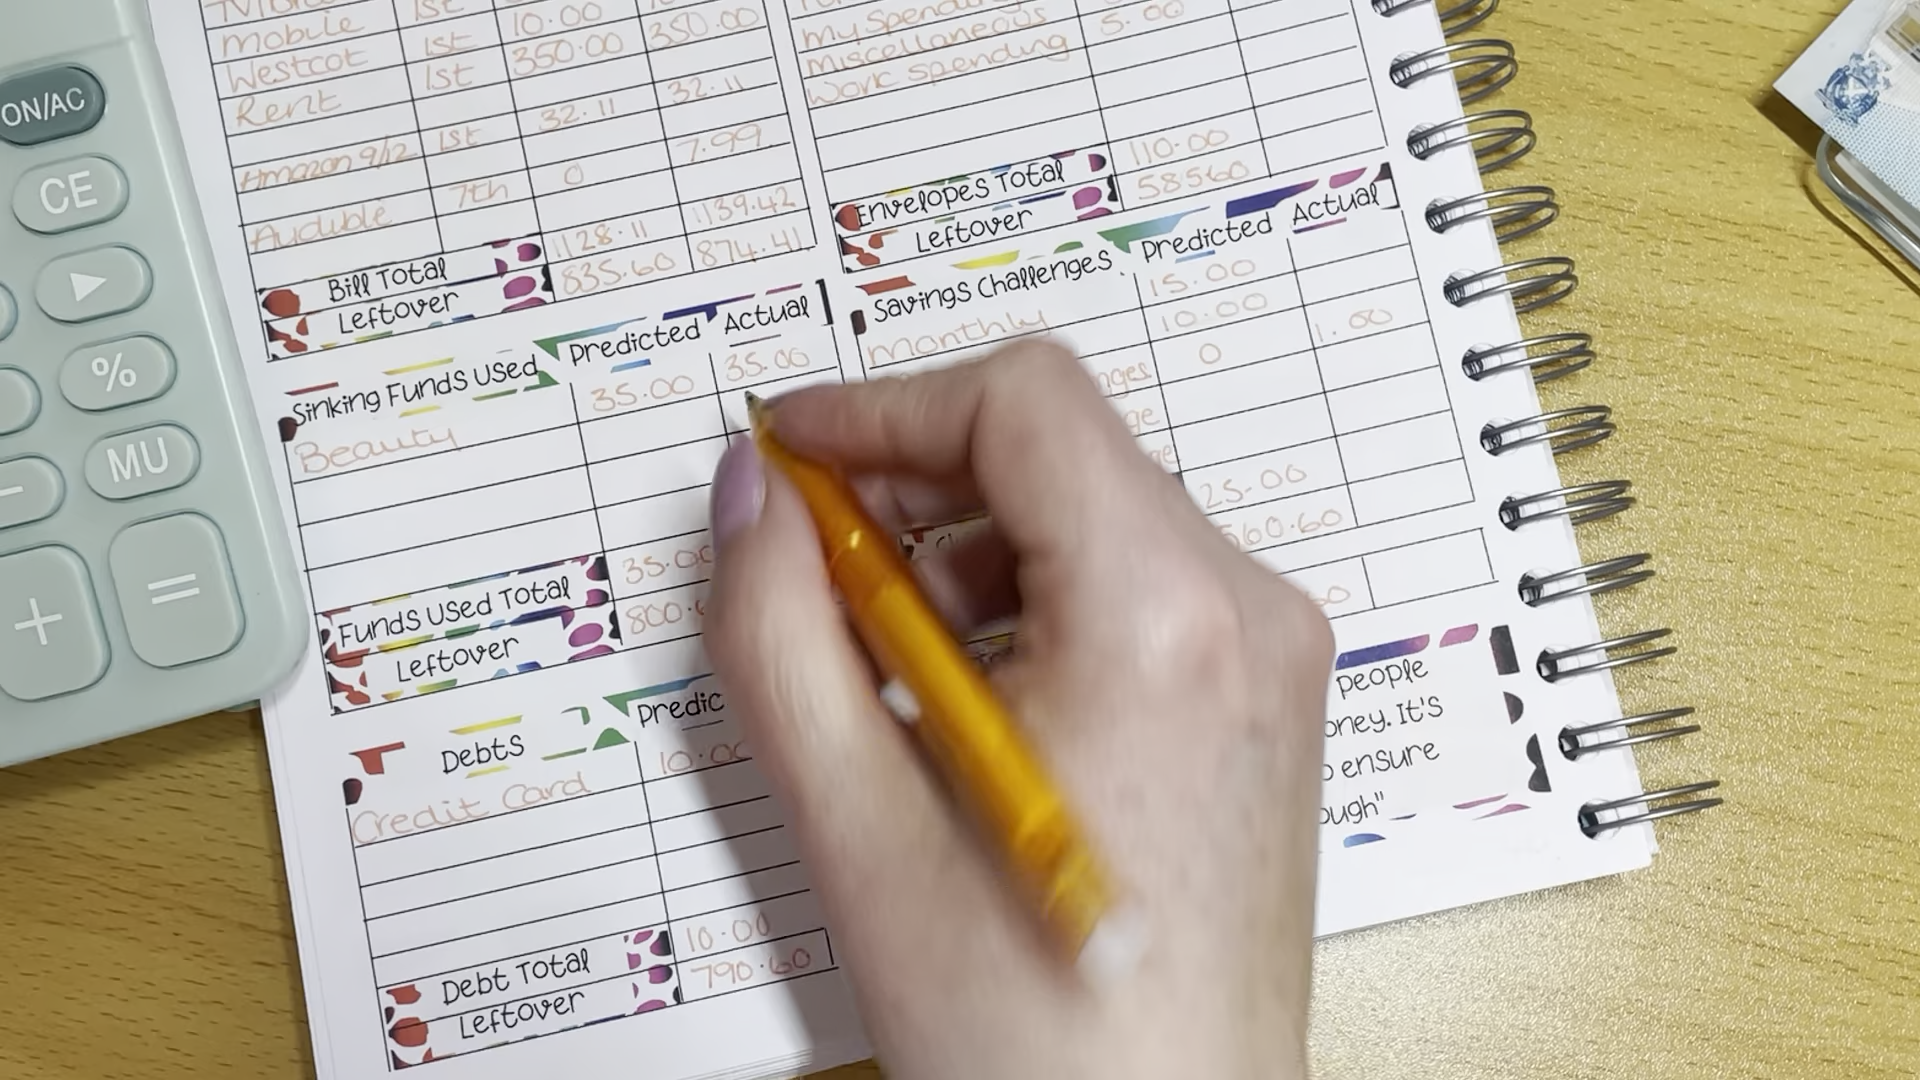 ON/AC
CE
%
MU
-
+
=
Mobile 1st 10.00
Westcot 1st 350.00 350.00
Rent 1st
Amazon 9/12 1st 32.11 32.11
Audible 7th 0 7.99
Bill Total 1128.11 1139.42
Leftover 835.60 874.41
Sinking Funds Used Predicted Actual
Beauty 35.00 35.00
Funds Used Total 35.00
Leftover
Debts
Credit Card 10.00
Debt Total 10.00
Leftover 790.60
My Spending
Miscellaneous 5.00
Work Spending
Envelopes Total 110.00
Leftover 585.60
Savings Challenges Predicted Actual
Monthly 15.00
10.00 1.00
0
25.00
560.60
people
oney. It's
ensure
ough"